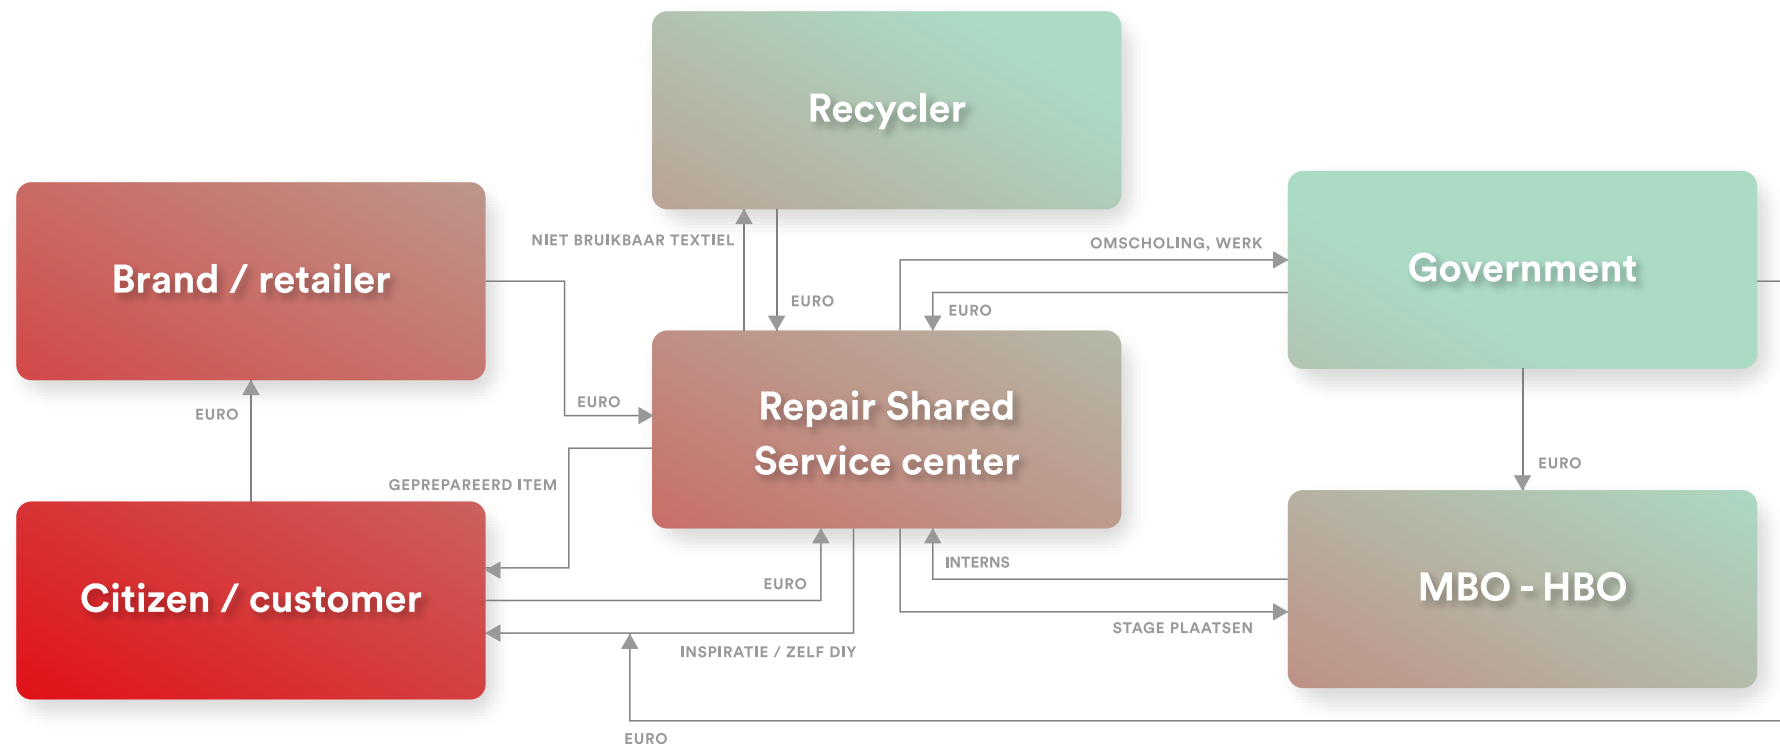 Recycler
NIET BRUIKBAAR TEXTIEL
EURO
Brand / retailer
OMSCHOLING, WERK
Government
EURO
EURO
EURO
Repair Shared
Service center
EURO
GEPREPAREERD ITEM
Citizen / customer
EURO
INTERNS
MBO - HBO
STAGE PLAATSEN
INSPIRATIE / ZELF DIY
EURO